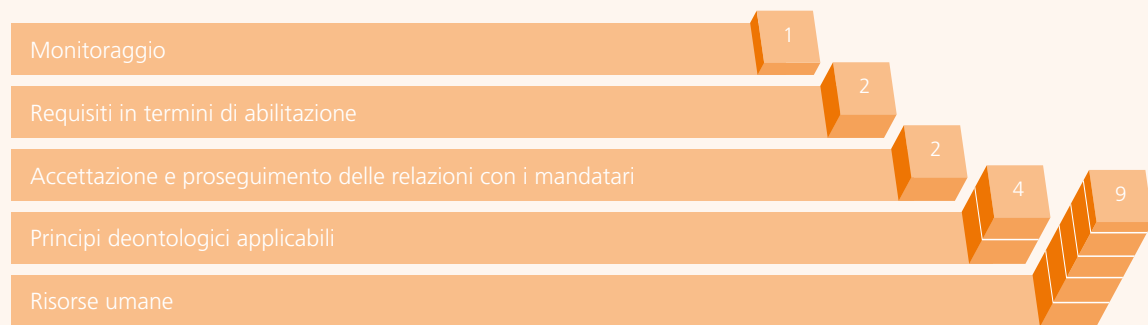 Monitoraggio 1
Requisiti in termini di abilitazione 2
Accettazione e proseguimento delle relazioni con i mandatari 2
Principi deontologici applicabili 4
Risorse umane 9